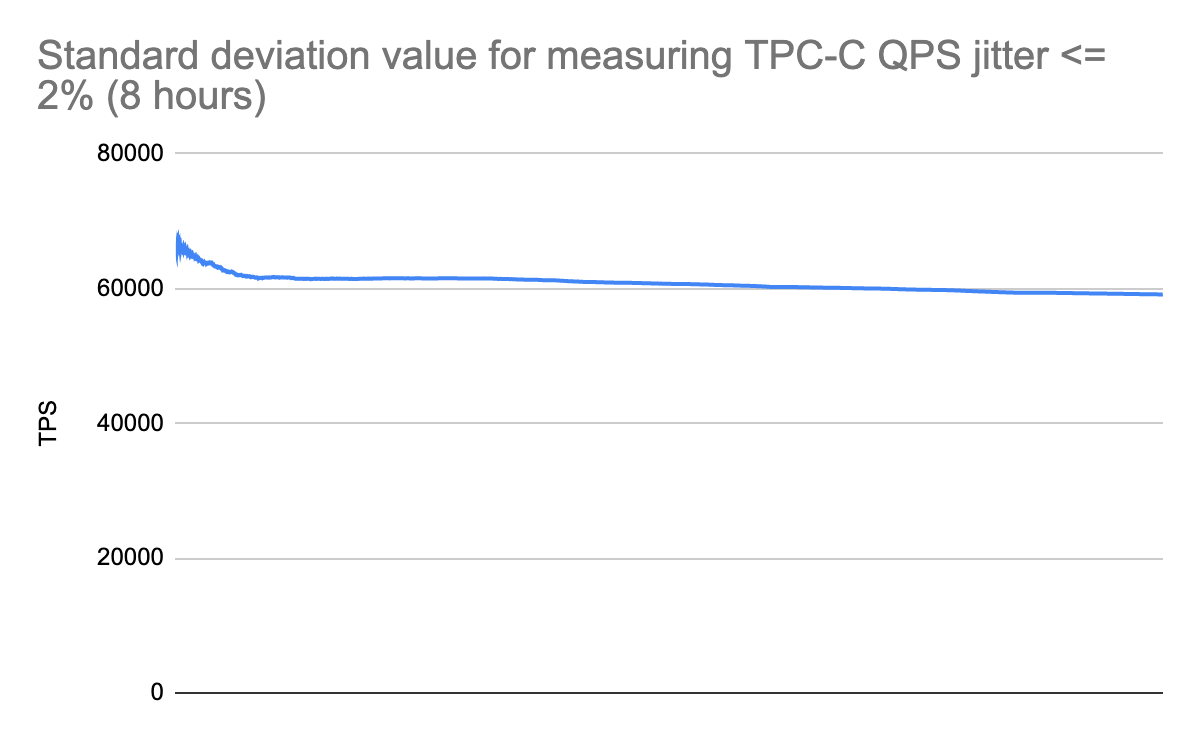 Standard deviation value for measuring TPC-C QPS jitter <=
2% (8 hours)
80000
60000
TPS
40000
20000
0